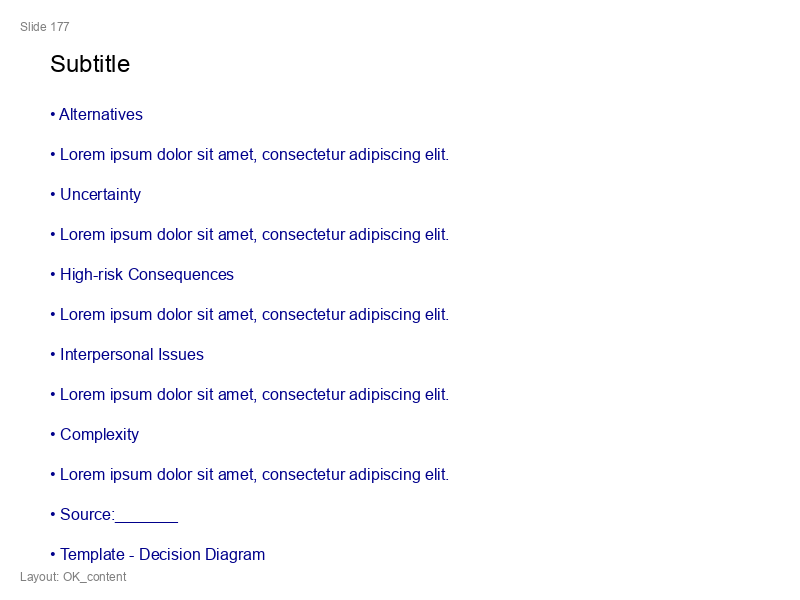 Slide 177
Subtitle
• Alternatives
• Lorem ipsum dolor sit amet, consectetur adipiscing elit.
• Uncertainty
• Lorem ipsum dolor sit amet, consectetur adipiscing elit.
• High-risk Consequences
• Lorem ipsum dolor sit amet, consectetur adipiscing elit.
• Interpersonal Issues
• Lorem ipsum dolor sit amet, consectetur adipiscing elit.
• Complexity
• Lorem ipsum dolor sit amet, consectetur adipiscing elit.
• Source:_______
• Template - Decision Diagram
Layout: OK_content